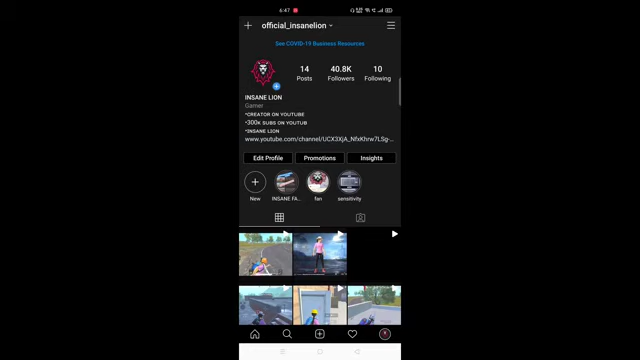 6:47
official_insanelion
See COVID-19 Business Resources
14 40.8K 10
Posts Followers Following
INSANE LION
Gamer
•CREATOR ON YOUTUBE
•300K SUBS ON YOUTUB
•INSANE LION
www.youtube.com/channel/UCX3XjA_NfxKhrw7LSg-...
Edit Profile Promotions Insights
New INSANE FA... fan sensitivity